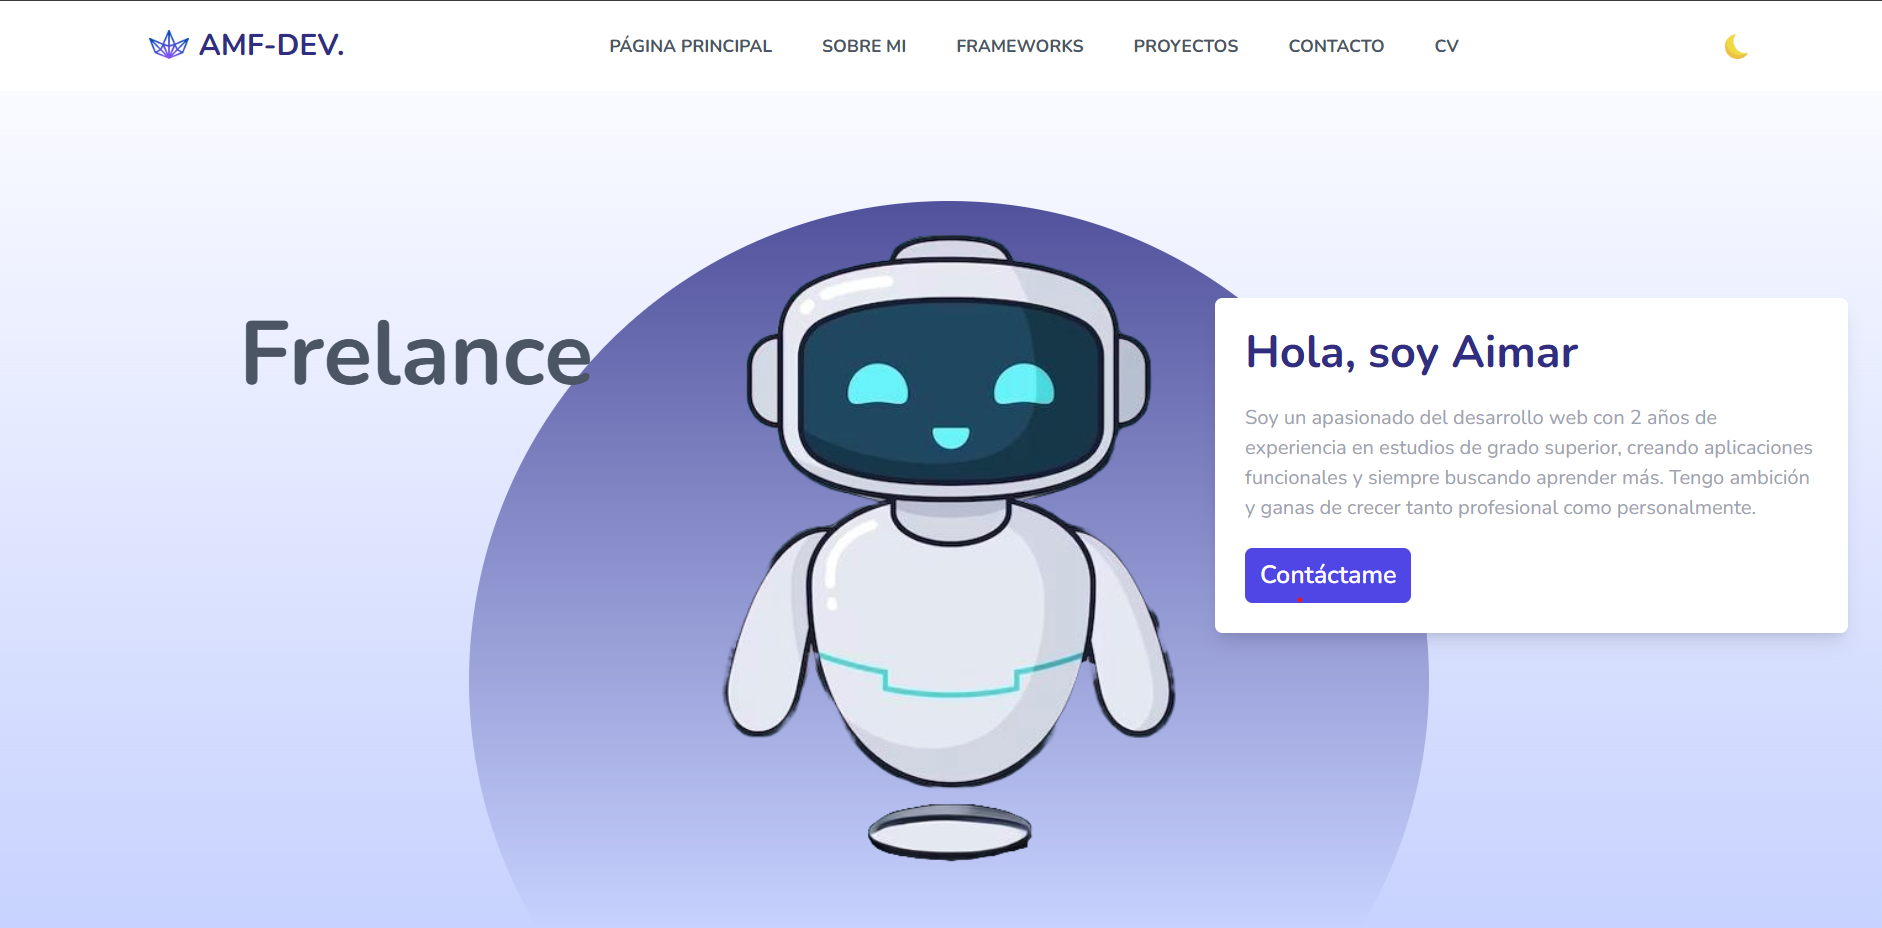 AMF-DEV.
PÁGINA PRINCIPAL
SOBRE MI
FRAMEWORKS
PROYECTOS
CONTACTO
CV
Frelance
Hola, soy Aimar
Soy un apasionado del desarrollo web con 2 años de
experiencia en estudios de grado superior, creando aplicaciones
funcionales y siempre buscando aprender más. Tengo ambición
y ganas de crecer tanto profesional como personalmente.
Contáctame